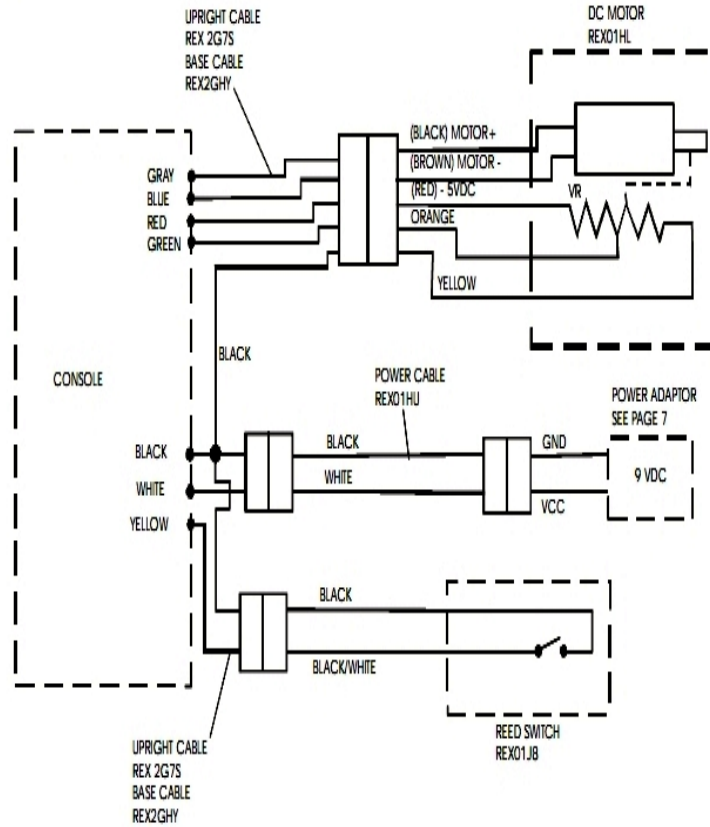 UPRIGHT CABLE
REX 2G7S
BASE CABLE
REX2GHY
DC MOTOR
REX01HL
(BLACK) MOTOR+
(BROWN) MOTOR -
(RED) - 5VDC
VR
ORANGE
YELLOW
GRAY
BLUE
RED
GREEN
BLACK
CONSOLE
POWER CABLE
REX01HU
POWER ADAPTOR
SEE PAGE 7
BLACK
BLACK
GND
9 VDC
WHITE
WHITE
VCC
YELLOW
BLACK
BLACK/WHITE
REED SWITCH
REX01J8
UPRIGHT CABLE
REX 2G7S
BASE CABLE
REX2GHY